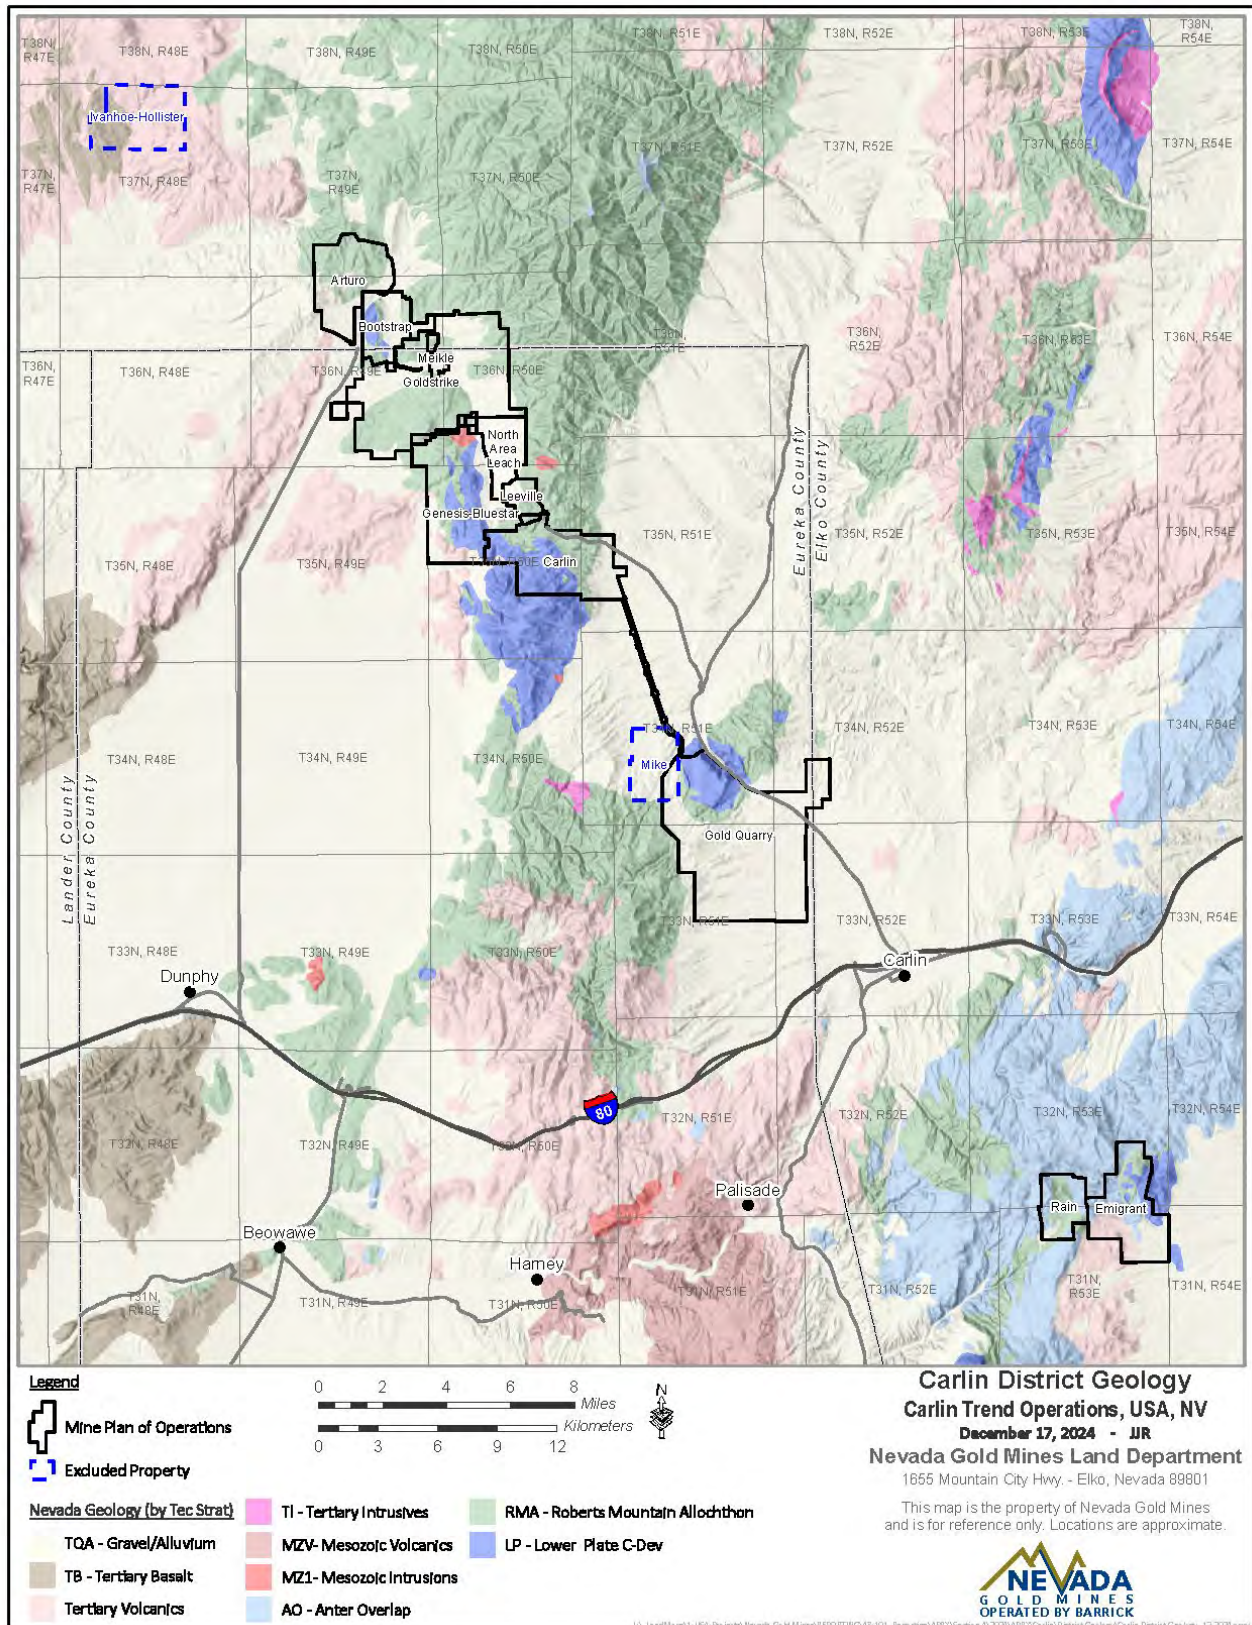 T38N, R47E
T38N, R48E
T38N, R49E
T38N, R50E
T38N, R51E
T38N, R52E
T38N, R53E
T38N, R54E
Ivanhoe-Hollister
T37N, R47E
T37N, R48E
T37N, R49E
T37N, R50E
T37N, R51E
T37N, R52E
T37N, R53E
T37N, R54E
Arturo
Bootstrap
Meikle
Goldstrike
T36N, R47E
T36N, R48E
T36N, R49E
T36N, R50E
T36N, R51E
T36N, R52E
T36N, R53E
T36N, R54E
North Area Leach
Leeville
Genesis-Bluestar
Carlin
Eureka County
Elko County
T35N, R48E
T35N, R49E
T35N, R50E
T35N, R51E
T35N, R52E
T35N, R53E
T35N, R54E
T34N, R48E
T34N, R49E
T34N, R50E
T34N, R51E
T34N, R52E
T34N, R53E
T34N, R54E
Mike
Gold Quarry
Lander County
Eureka County
T33N, R48E
T33N, R49E
T33N, R50E
T33N, R51E
T33N, R52E
T33N, R53E
T33N, R54E
Dunphy
Carlin
80
T32N, R48E
T32N, R49E
T32N, R50E
T32N, R51E
T32N, R52E
T32N, R53E
T32N, R54E
Palisade
Rain
Emigrant
Beowawe
Harney
T31N, R48E
T31N, R49E
T31N, R50E
T31N, R51E
T31N, R52E
T31N, R53E
T31N, R54E
Legend
Mine Plan of Operations
Excluded Property
0 2 4 6 8
Miles
Kilometers
0 3 6 9 12
N
Nevada Geology (by Tec Strat)
TQA - Gravel/Alluvium
TB - Tertiary Basalt
Tertiary Volcanics
TI - Tertiary Intrusives
MZV- Mesozoic Volcanics
MZ1- Mesozoic Intrusions
AO - Anter Overlap
RMA - Roberts Mountain Allochthon
LP - Lower Plate C-Dev
Carlin District Geology
Carlin Trend Operations, USA, NV
December 17, 2024 - JJR
Nevada Gold Mines Land Department
1655 Mountain City Hwy. - Elko, Nevada 89801
This map is the property of Nevada Gold Mines
and is for reference only. Locations are approximate.
NEVADA
GOLD MINES
OPERATED BY BARRICK